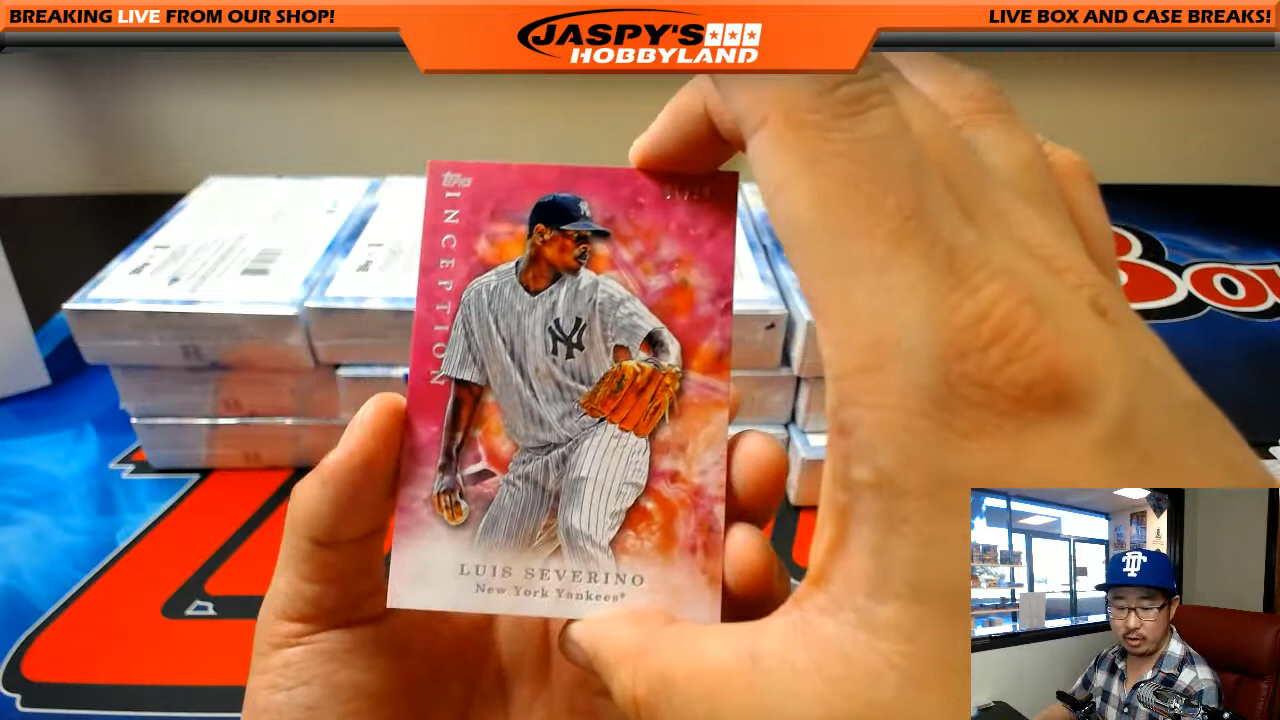 BREAKING LIVE FROM OUR SHOP!
JASPY'S
HOBBYLAND
LIVE BOX AND CASE BREAKS!
Topps
INCEPTION
NY
LUIS SEVERINO
New York Yankees®